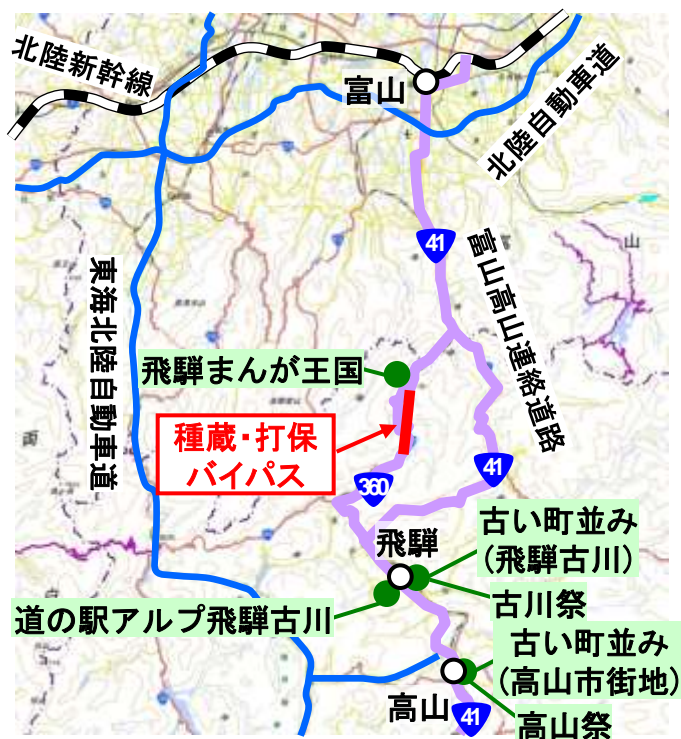 北陸新幹線
富山
北陸自動車道
41
富山高山連絡道路
東海北陸自動車道
飛騨まんが王国
種蔵・打保
バイパス
360
41
飛騨
古い町並み
(飛騨古川)
古川祭
道の駅アルプ飛騨古川
古い町並み
(高山市街地)
高山
41
高山祭